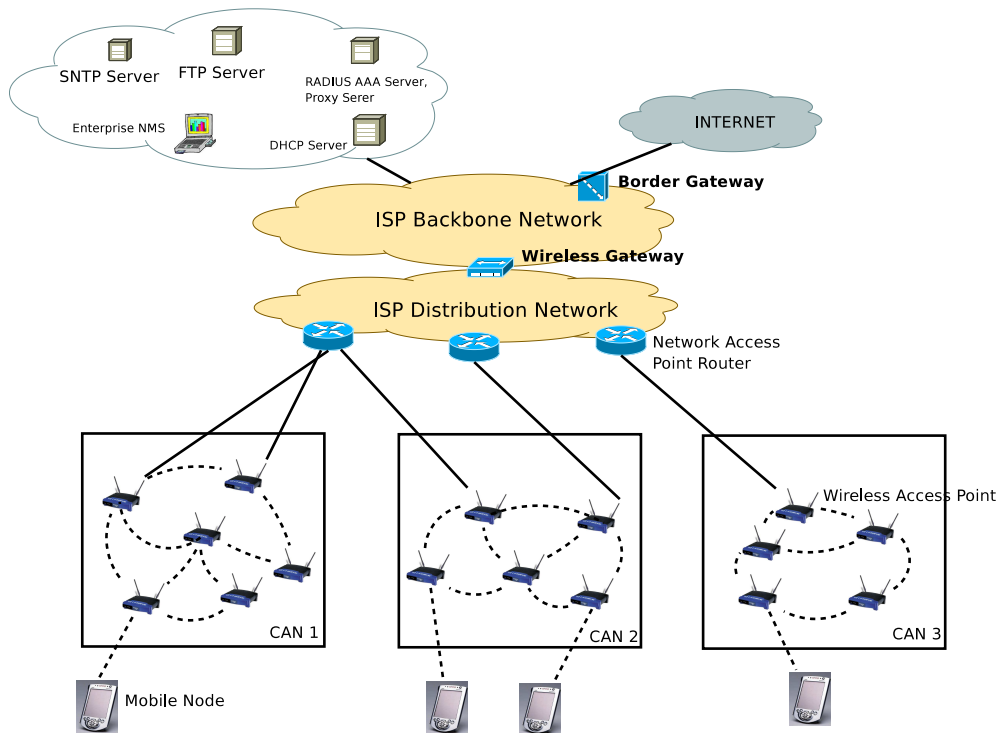 SNTP Server
FTP Server
RADIUS AAA Server,
Proxy Serer
Enterprise NMS
DHCP Server
INTERNET
Border Gateway
ISP Backbone Network
Wireless Gateway
ISP Distribution Network
Network Access
Point Router
Wireless Access Point
CAN 1
CAN 2
CAN 3
Mobile Node